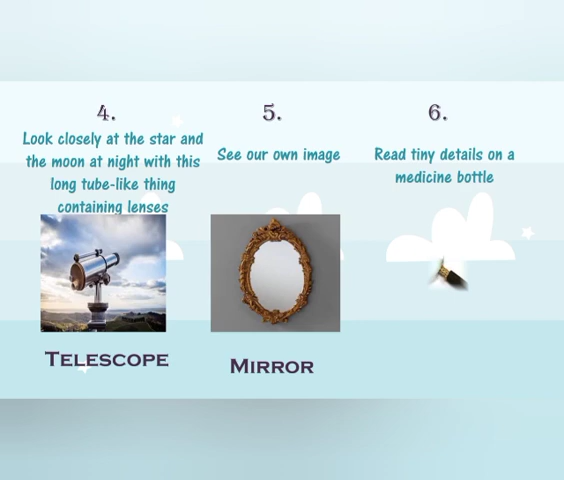 4.
Look closely at the star and
the moon at night with this
long tube-like thing
containing lenses
TELESCOPE
5.
See our own image
MIRROR
6.
Read tiny details on a
medicine bottle